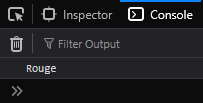 Inspector Console
Filter Output
Rouge